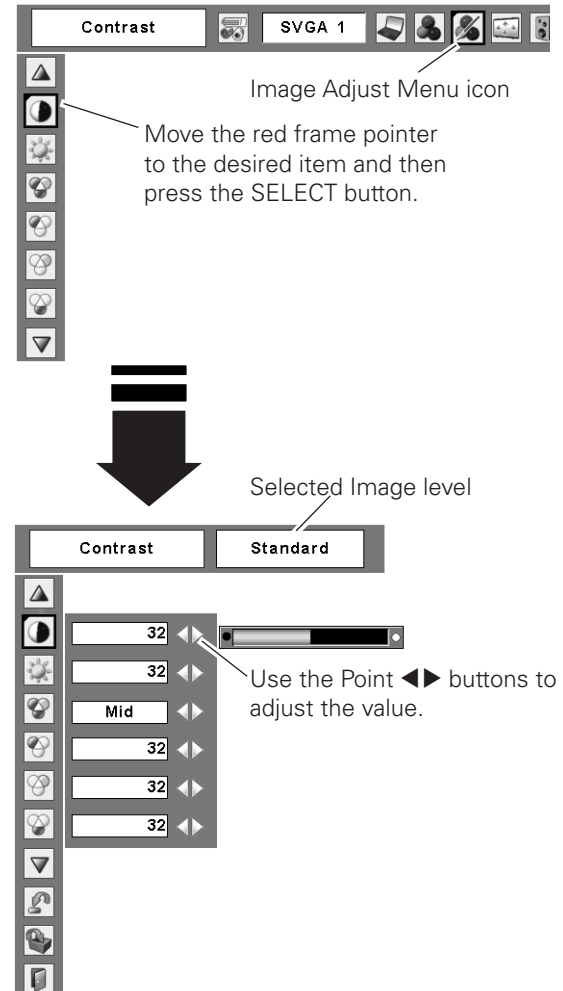 Contrast
SVGA 1
Image Adjust Menu icon
Move the red frame pointer
to the desired item and then
press the SELECT button.
Selected Image level
Contrast
Standard
32
32
Mid
32
32
32
Use the Point ◀▶ buttons to
adjust the value.